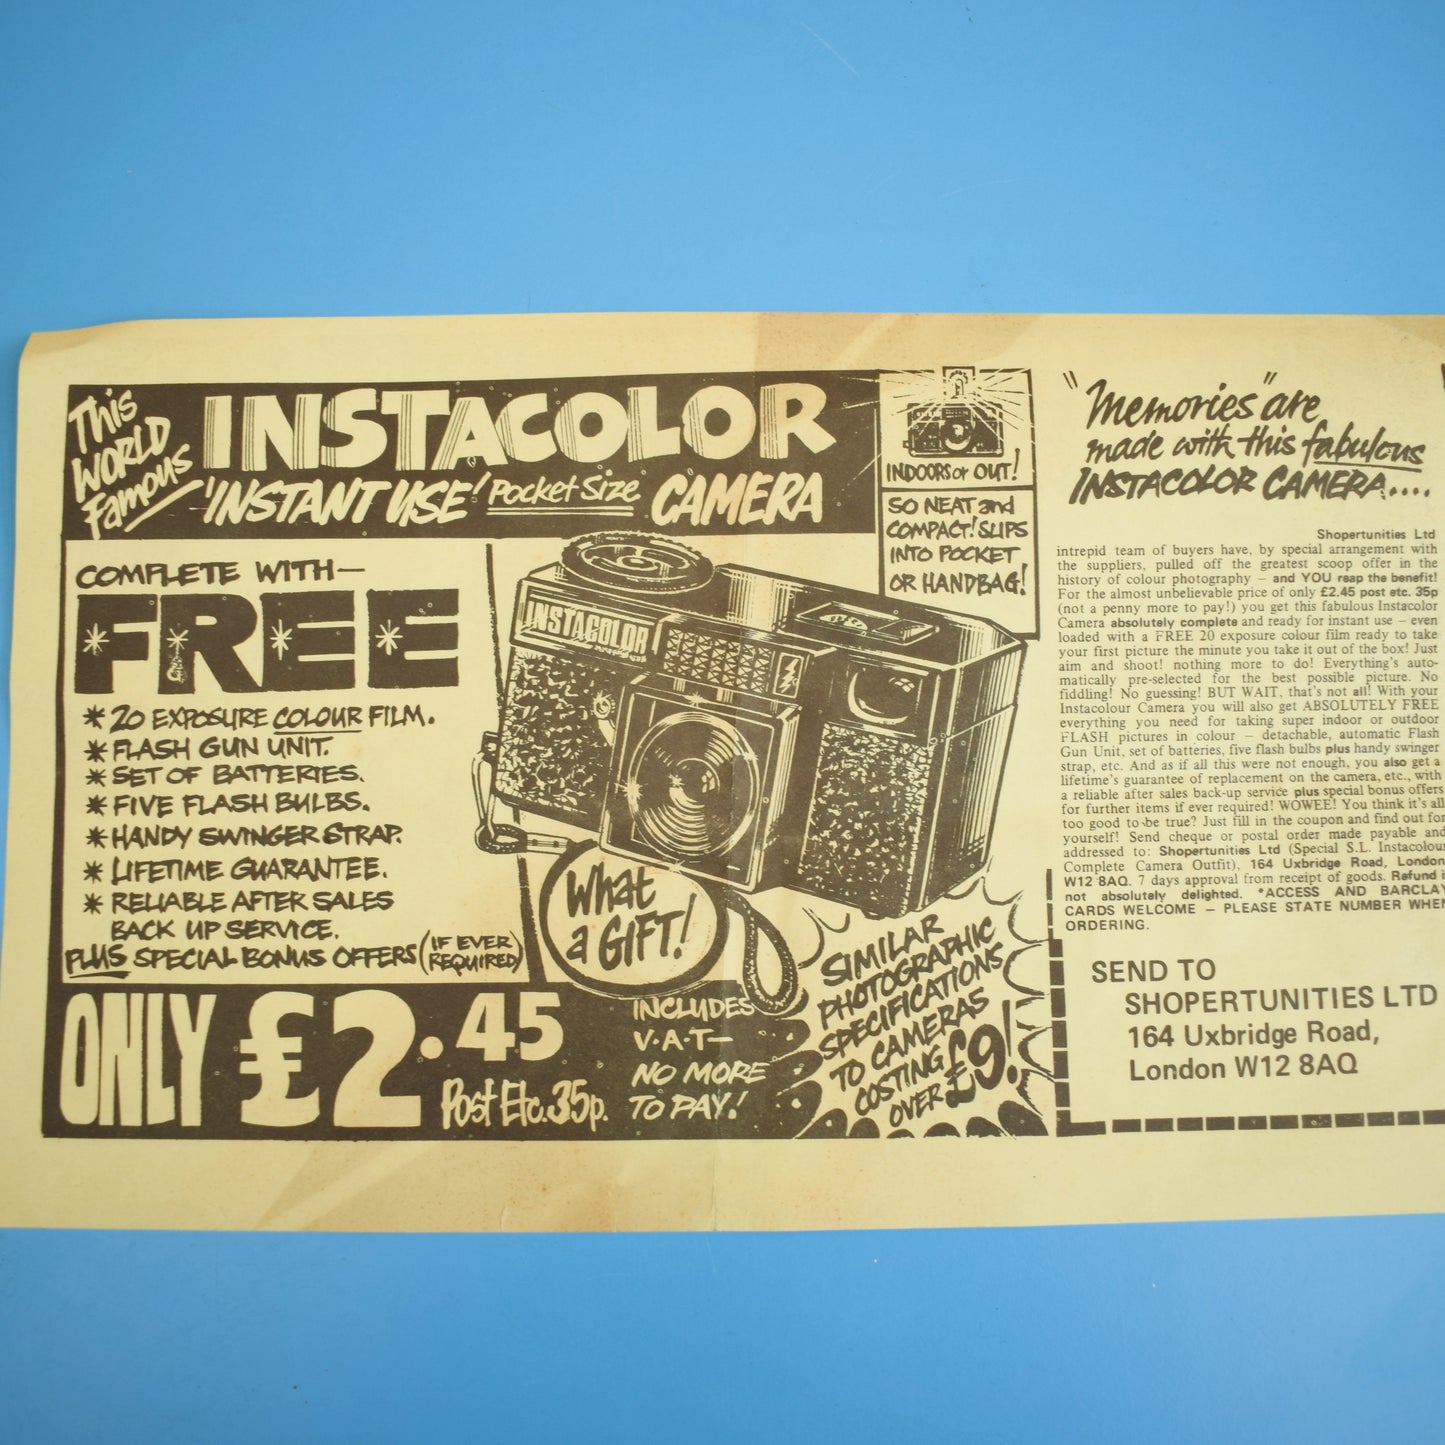 This
WORLD
Famous
INSTACOLOR
'INSTANT USE' Pocket Size CAMERA
INDOORS or OUT!
SO NEAT and
COMPACT! SLIPS
INTO POCKET
OR HANDBAG!
COMPLETE WITH—
FREE
* 20 EXPOSURE COLOUR FILM.
* FLASH GUN UNIT.
* SET OF BATTERIES.
* FIVE FLASH BULBS.
* HANDY SWINGER STRAP.
* LIFETIME GUARANTEE.
* RELIABLE AFTER SALES
BACK UP SERVICE.
PLUS SPECIAL BONUS OFFERS (IF EVER
REQUIRED)
INSTACOLOR
What
a GIFT!
ONLY £2.45
Post Etc. 35p.
INCLUDES
V.A.T—
NO MORE
TO PAY!
SIMILAR
PHOTOGRAPHIC
SPECIFICATIONS
TO CAMERAS
COSTING
OVER £9!
"Memories" are
made with this fabulous
INSTACOLOR CAMERA....
Shopertunities Ltd
intrepid team of buyers have, by special arrangement with
the suppliers, pulled off the greatest scoop offer in the
history of colour photography — and YOU reap the benefit!
For the almost unbelievable price of only £2.45 post etc. 35p
(not a penny more to pay!) you get this fabulous Instacolor
Camera absolutely complete and ready for instant use — even
loaded with a FREE 20 exposure colour film ready to take
your first picture the minute you take it out of the box! Just
aim and shoot! nothing more to do! Everything's auto-
matically pre-selected for the best possible picture. No
fiddling! No guessing! BUT WAIT, that's not all! With your
Instacolour Camera you will also get ABSOLUTELY FREE
everything you need for taking super indoor or outdoor
FLASH pictures in colour — detachable, automatic Flash
Gun Unit, set of batteries, five flash bulbs plus handy swinger
strap, etc. And as if all this were not enough, you also get a
lifetime's guarantee of replacement on the camera, etc., with
a reliable after sales back-up service plus special bonus offers
for further items if ever required! WOWEE! You think it's all
too good to be true? Just fill in the coupon and find out for
yourself! Send cheque or postal order made payable and
addressed to: Shopertunities Ltd (Special S.L. Instacolour
Complete Camera Outfit), 164 Uxbridge Road, London
W12 8AQ. 7 days approval from receipt of goods. Refund i
not absolutely delighted. *ACCESS AND BARCLAY
CARDS WELCOME — PLEASE STATE NUMBER WHEN
ORDERING.
SEND TO
SHOPERTUNITIES LTD
164 Uxbridge Road,
London W12 8AQ